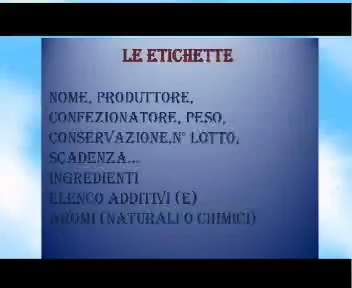 LE ETICHETTE
NOME, PRODUTTORE,
CONFEZIONATORE, PESO,
CONSERVAZIONE,N° LOTTO,
SCADENZA...
INGREDIENTI
ELENCO ADDITIVI (E)
AROMI (NATURALI O CHIMICI)